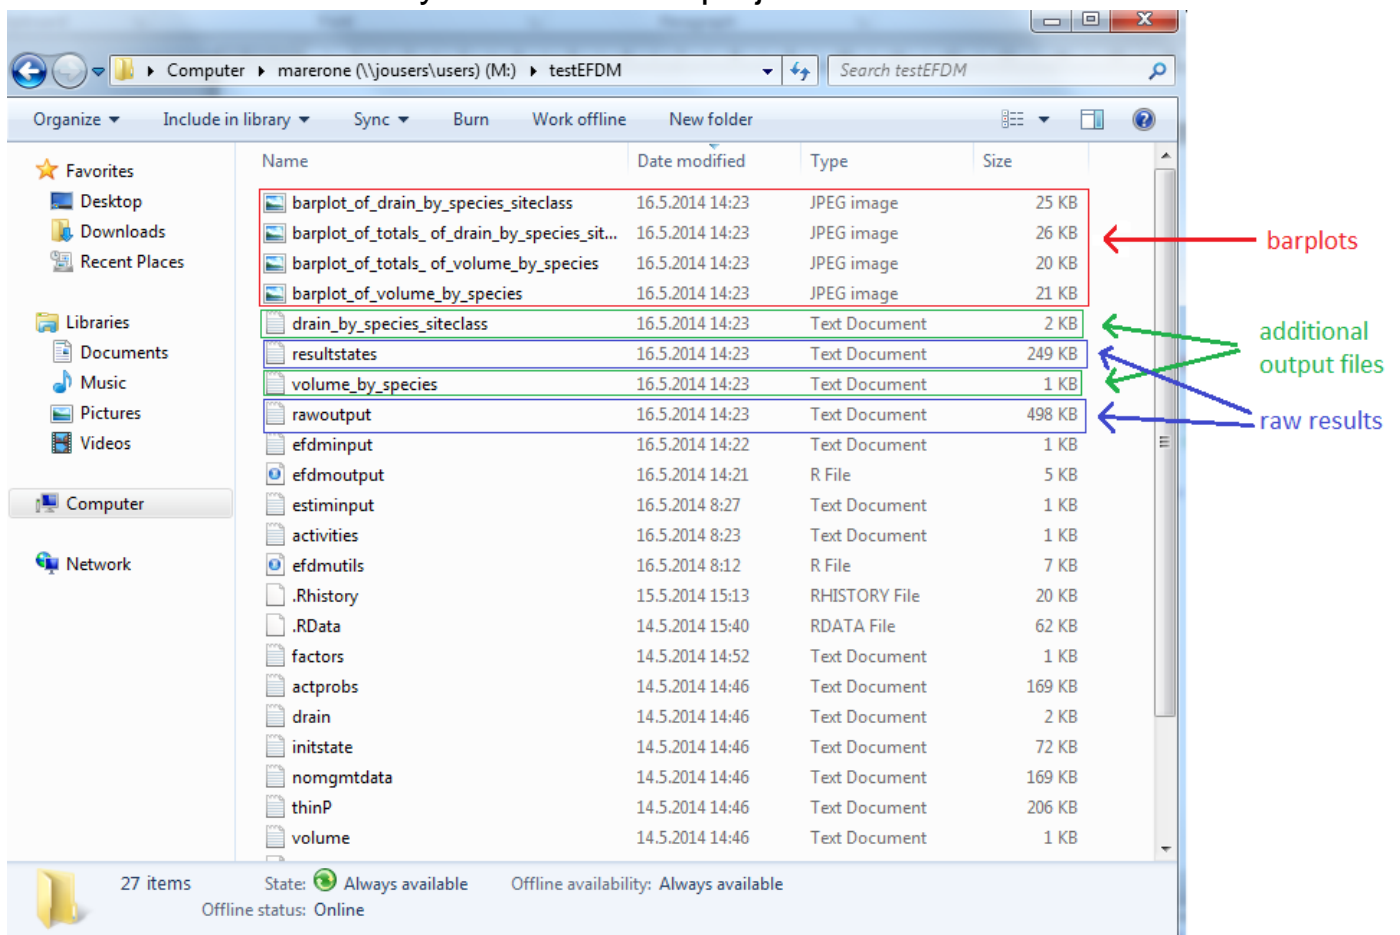 Computer ▸ marerone (\\jousers\users) (M:) ▸ testEFDM
Search testEFDM
Organize Include in library Sync Burn Work offline New folder
Name Date modified Type Size
Favorites
Desktop
Downloads
Recent Places
Libraries
Documents
Music
Pictures
Videos
Computer
Network
barplot_of_drain_by_species_siteclass 16.5.2014 14:23 JPEG image 25 KB
barplot_of_totals_ of_drain_by_species_sit... 16.5.2014 14:23 JPEG image 26 KB
barplot_of_totals_ of_volume_by_species 16.5.2014 14:23 JPEG image 20 KB
barplot_of_volume_by_species 16.5.2014 14:23 JPEG image 21 KB
drain_by_species_siteclass 16.5.2014 14:23 Text Document 2 KB
resultstates 16.5.2014 14:23 Text Document 249 KB
volume_by_species 16.5.2014 14:23 Text Document 1 KB
rawoutput 16.5.2014 14:23 Text Document 498 KB
efdminput 16.5.2014 14:22 Text Document 1 KB
efdmoutput 16.5.2014 14:21 R File 5 KB
estiminput 16.5.2014 8:27 Text Document 1 KB
activities 16.5.2014 8:23 Text Document 1 KB
efdmutils 16.5.2014 8:12 R File 7 KB
.Rhistory 15.5.2014 15:13 RHISTORY File 20 KB
.RData 14.5.2014 15:40 RDATA File 62 KB
factors 14.5.2014 14:52 Text Document 1 KB
actprobs 14.5.2014 14:46 Text Document 169 KB
drain 14.5.2014 14:46 Text Document 2 KB
initstate 14.5.2014 14:46 Text Document 72 KB
nomgmtdata 14.5.2014 14:46 Text Document 169 KB
thinP 14.5.2014 14:46 Text Document 206 KB
volume 14.5.2014 14:46 Text Document 1 KB
barplots
additional
output files
raw results
27 items State: Always available Offline availability: Always available
Offline status: Online